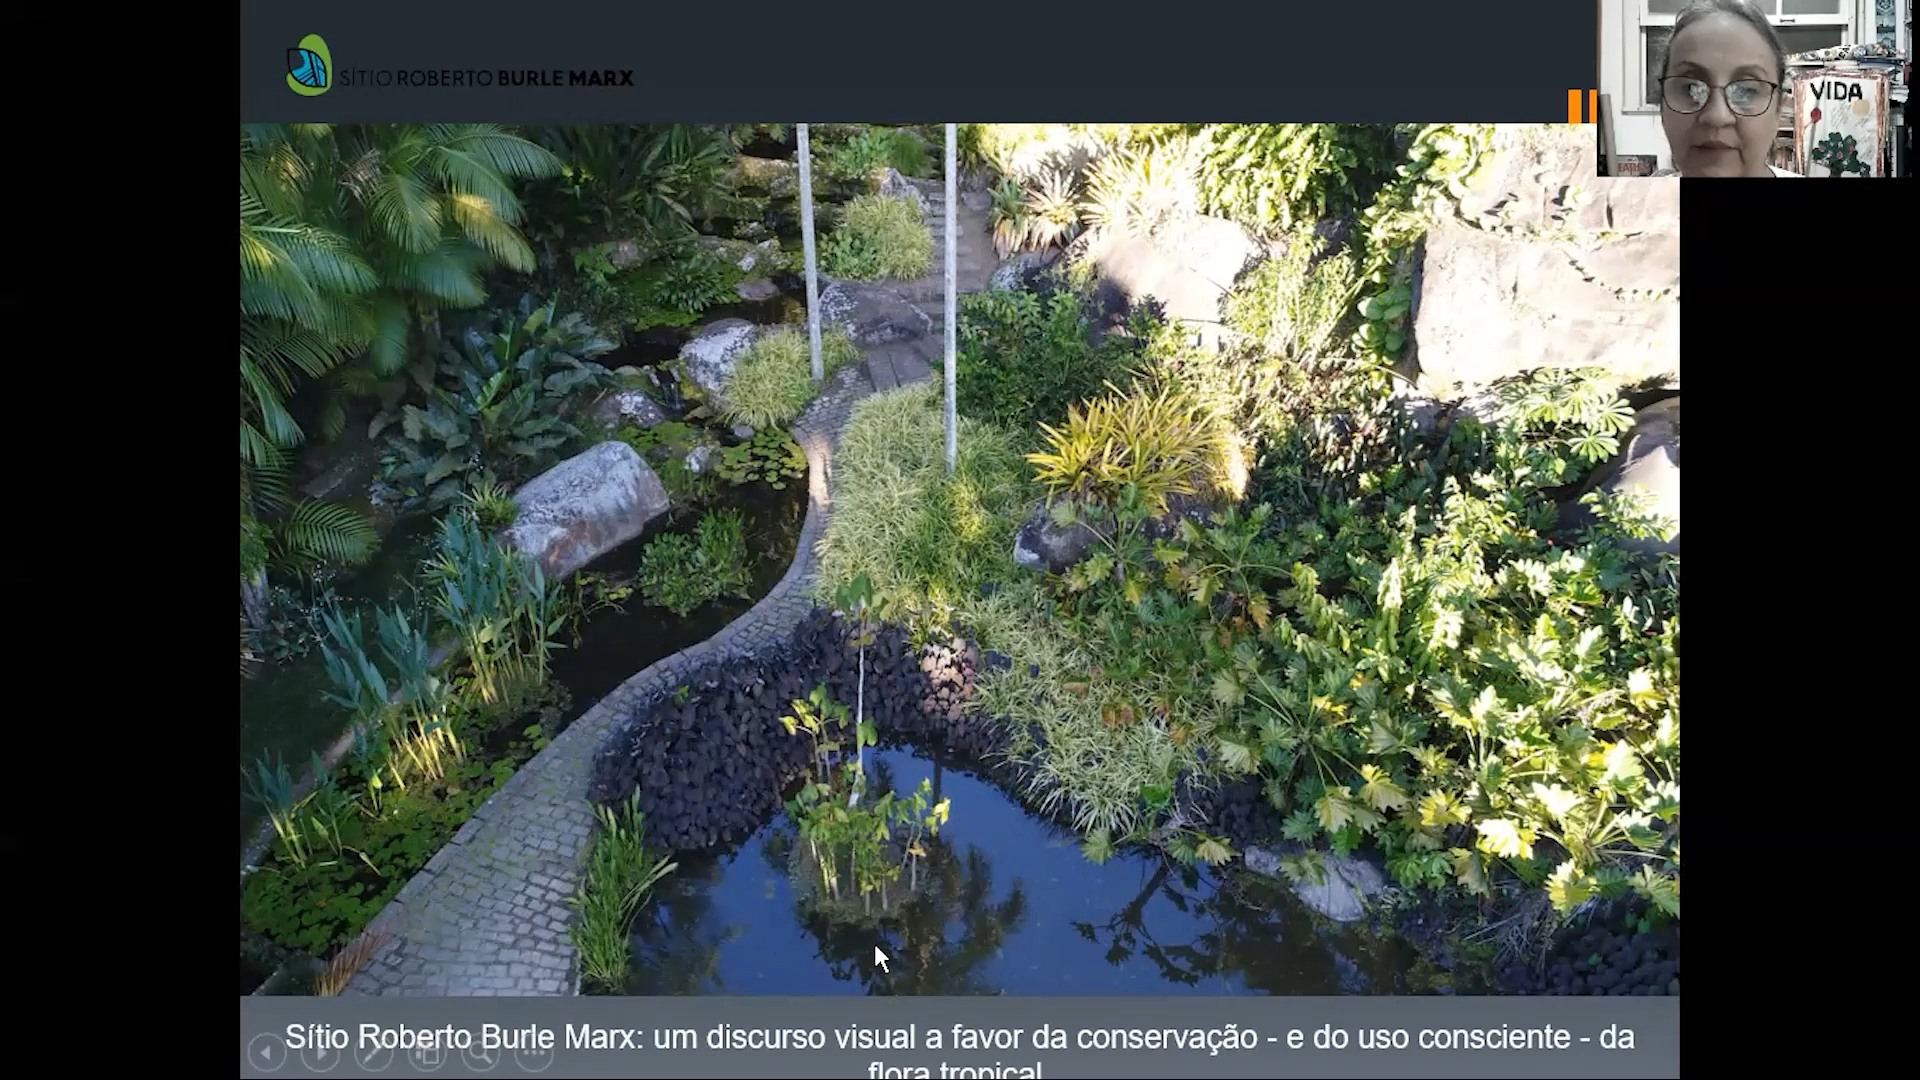 SÍTIO ROBERTO BURLE MARX
VIDA
Sítio Roberto Burle Marx: um discurso visual a favor da conservação - e do uso consciente - da
flora tropical